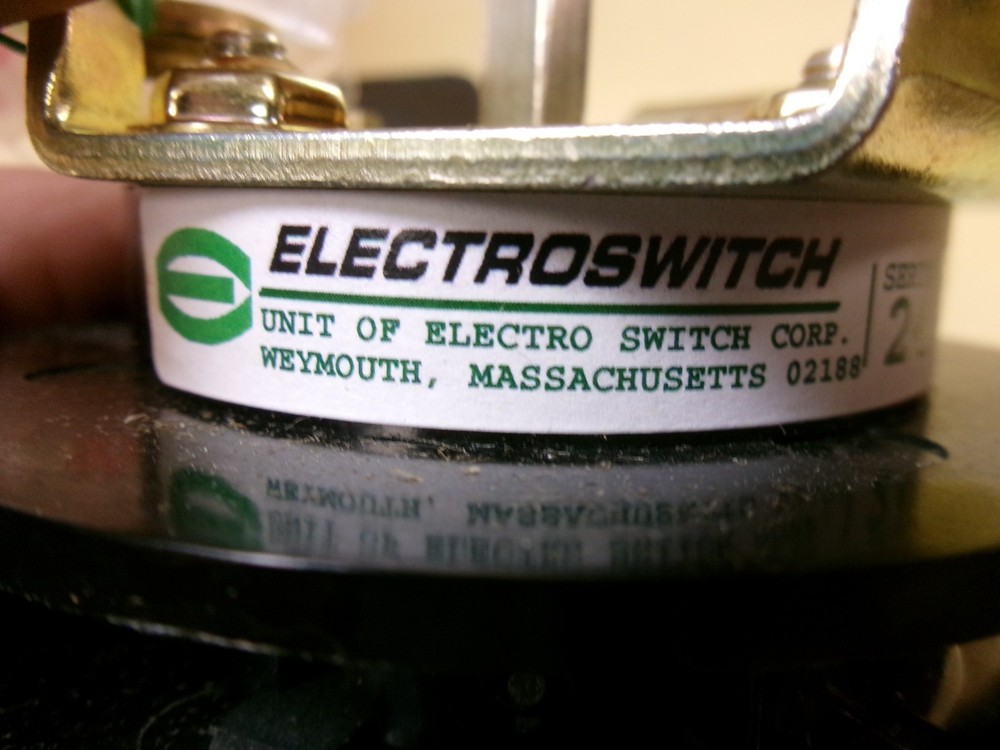 ELECTROSWITCH
UNIT OF ELECTRO SWITCH CORP.
WEYMOUTH, MASSACHUSETTS 02188